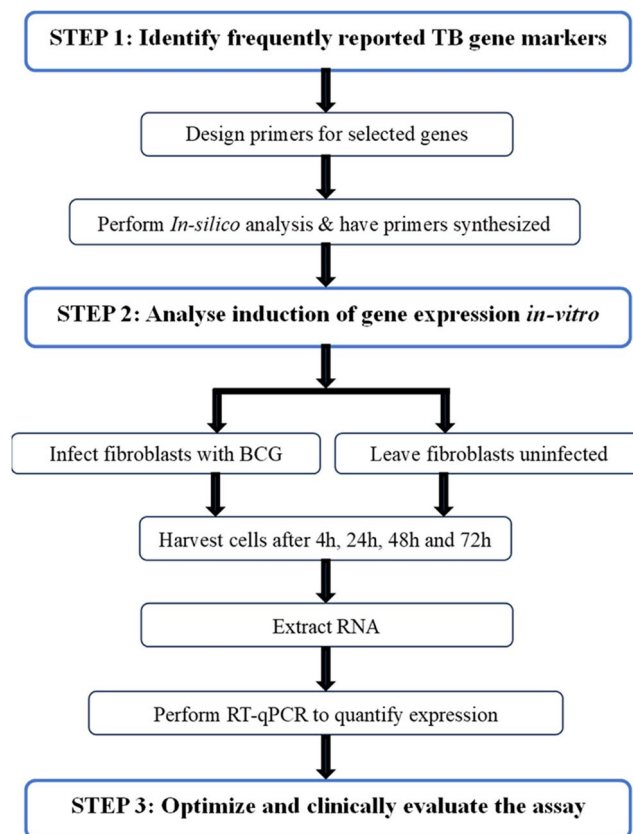 STEP 1: Identify frequently reported TB gene markers
Design primers for selected genes
Perform In-silico analysis & have primers synthesized
STEP 2: Analyse induction of gene expression in-vitro
Infect fibroblasts with BCG
Leave fibroblasts uninfected
Harvest cells after 4h, 24h, 48h and 72h
Extract RNA
Perform RT-qPCR to quantify expression
STEP 3: Optimize and clinically evaluate the assay